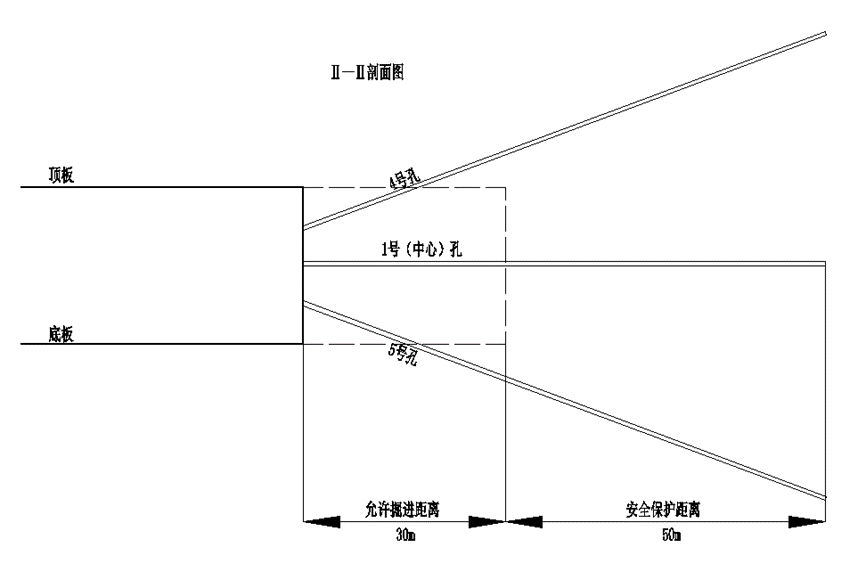 Ⅱ—Ⅱ剖面图
顶板
4号孔
1号（中心）孔
底板
5号孔
允许掘进距离
安全保护距离
30m
50m